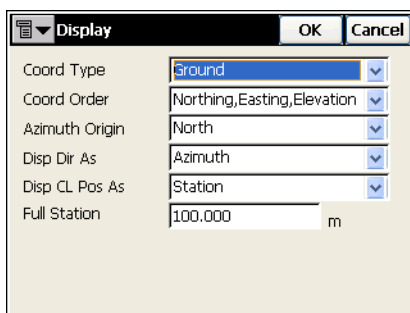 Display OK Cancel
Coord Type Ground
Coord Order Northing,Easting,Elevation
Azimuth Origin North
Disp Dir As Azimuth
Disp CL Pos As Station
Full Station 100.000 m